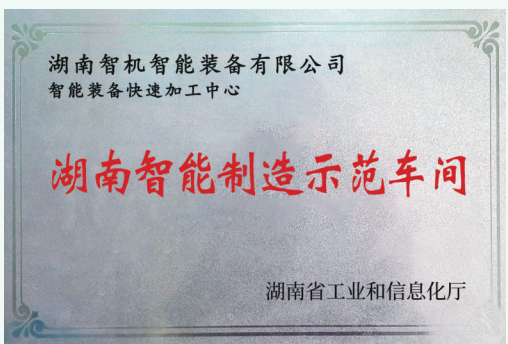 湖南智机智能装备有限公司
智能装备快速加工中心
湖南智能制造示范车间
湖南省工业和信息化厅